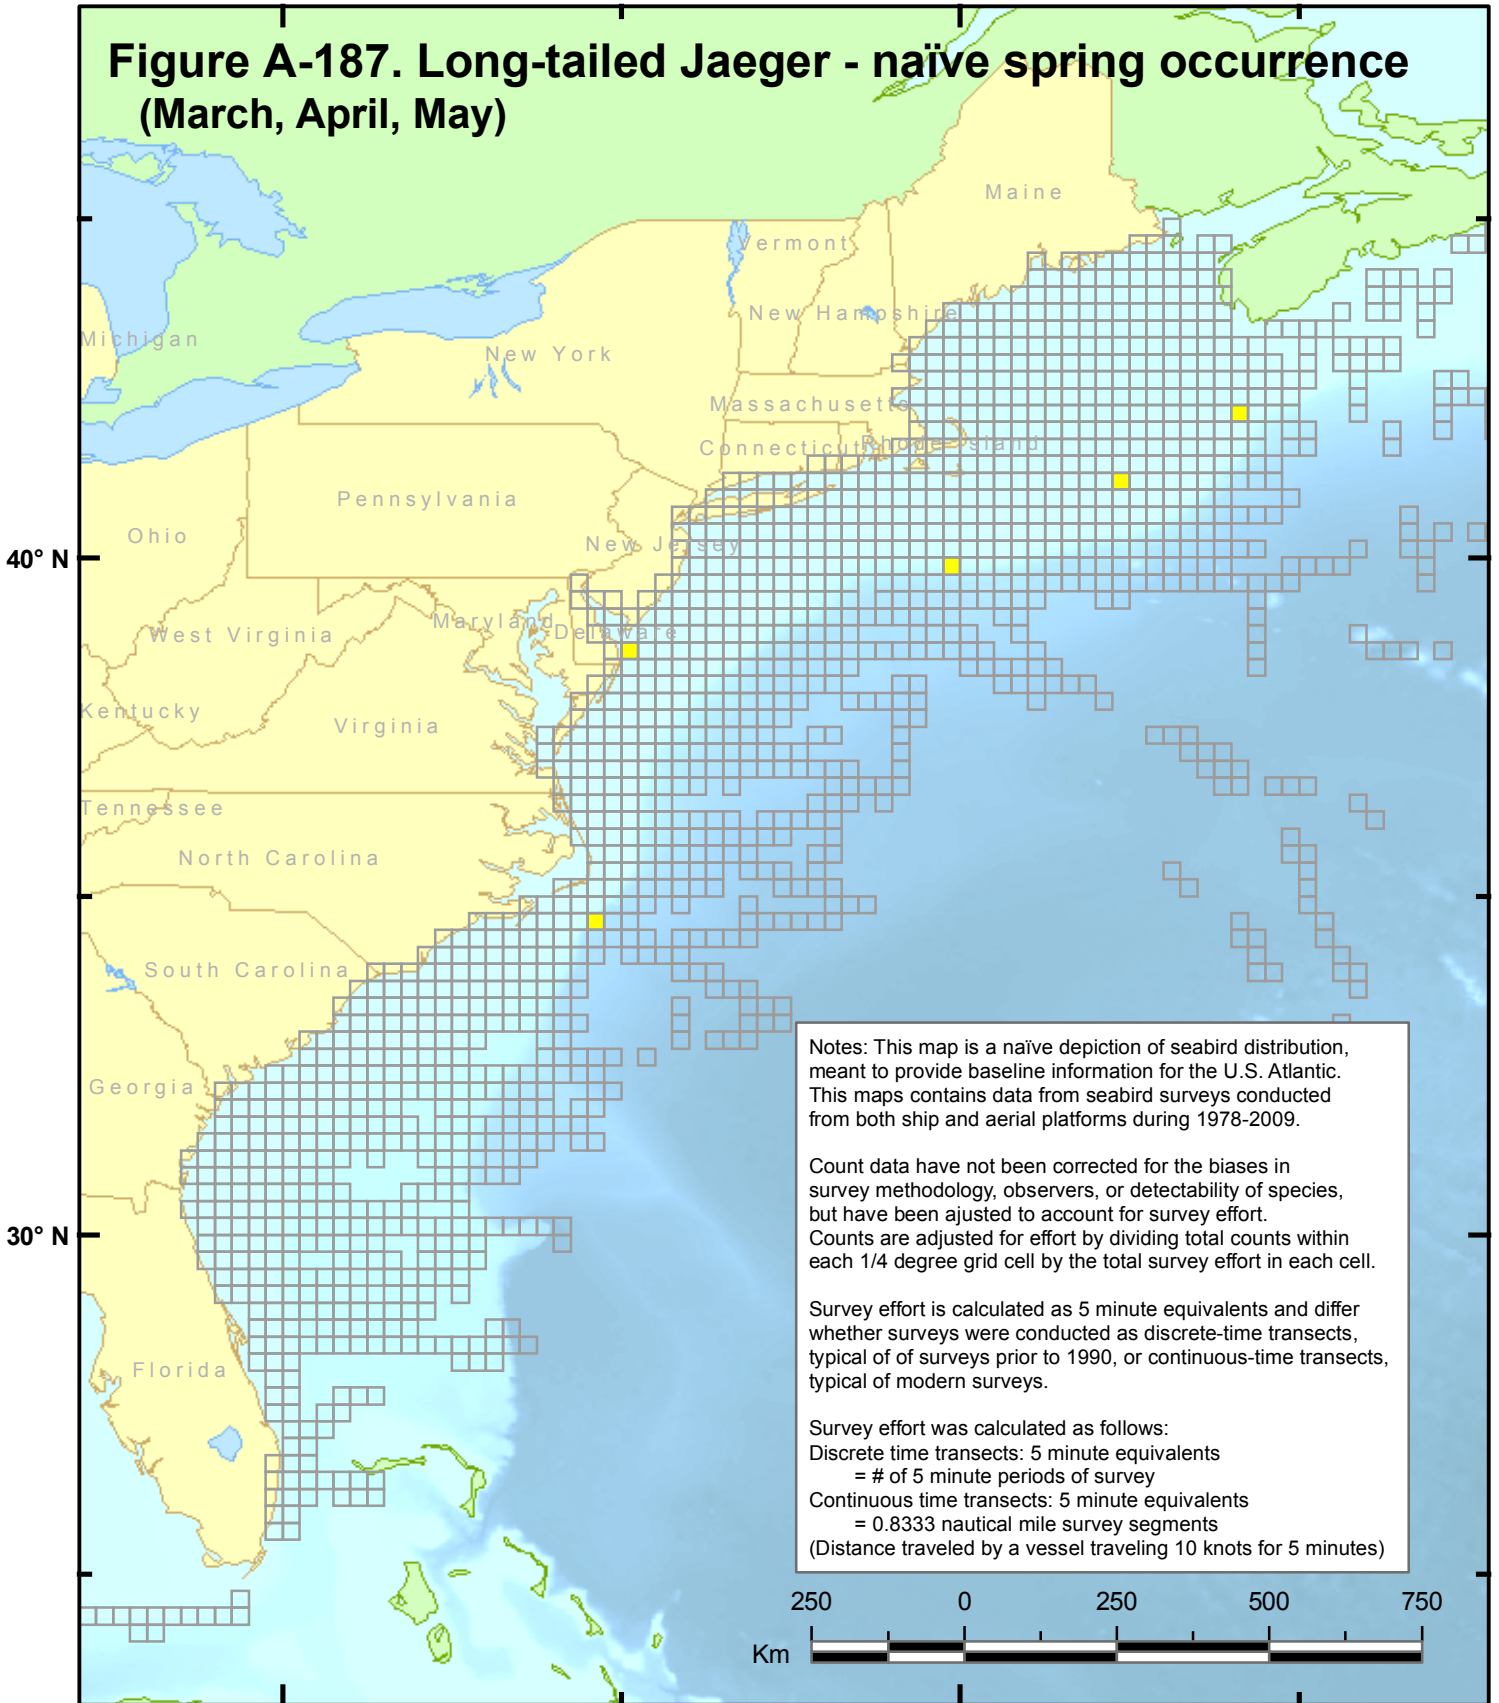 Figure A-187. Long-tailed Jaeger - naïve spring occurrence
(March, April, May)
Maine
Vermont
New Hampshire
Michigan
New York
Massachusetts
Connecticut
Rhode Island
Pennsylvania
Ohio
New Jersey
40° N
Maryland
Delaware
West Virginia
Kentucky
Virginia
Tennessee
North Carolina
South Carolina
Georgia
30° N
Florida
Notes: This map is a naïve depiction of seabird distribution,
meant to provide baseline information for the U.S. Atlantic.
This maps contains data from seabird surveys conducted
from both ship and aerial platforms during 1978-2009.
Count data have not been corrected for the biases in
survey methodology, observers, or detectability of species,
but have been ajusted to account for survey effort.
Counts are adjusted for effort by dividing total counts within
each 1/4 degree grid cell by the total survey effort in each cell.
Survey effort is calculated as 5 minute equivalents and differ
whether surveys were conducted as discrete-time transects,
typical of of surveys prior to 1990, or continuous-time transects,
typical of modern surveys.
Survey effort was calculated as follows:
Discrete time transects: 5 minute equivalents
= # of 5 minute periods of survey
Continuous time transects: 5 minute equivalents
= 0.8333 nautical mile survey segments
(Distance traveled by a vessel traveling 10 knots for 5 minutes)
250 0 250 500 750
Km